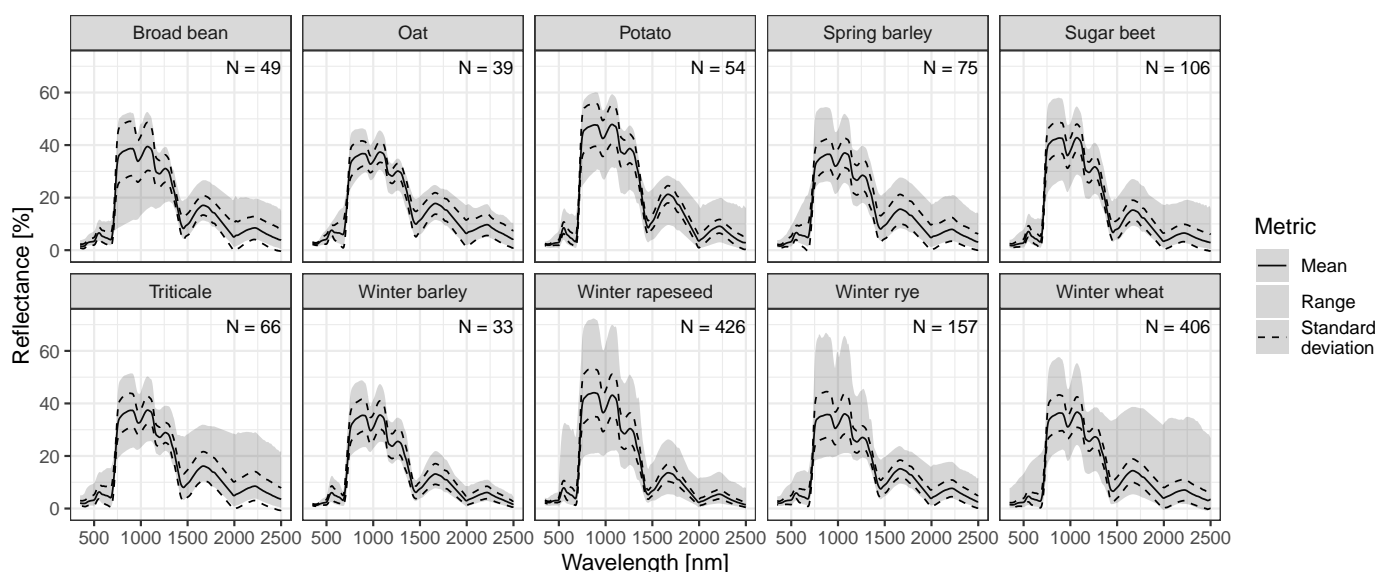 Broad bean Oat Potato Spring barley Sugar beet
N = 49 N = 39 N = 54 N = 75 N = 106
60
40
20
0
Triticale Winter barley Winter rapeseed Winter rye Winter wheat
N = 66 N = 33 N = 426 N = 157 N = 406
60
40
20
0
500 1000 1500 2000 2500 500 1000 1500 2000 2500 500 1000 1500 2000 2500 500 1000 1500 2000 2500 500 1000 1500 2000 2500
Wavelength [nm]
Reflectance [%]
Metric
Mean
Range
Standard
deviation